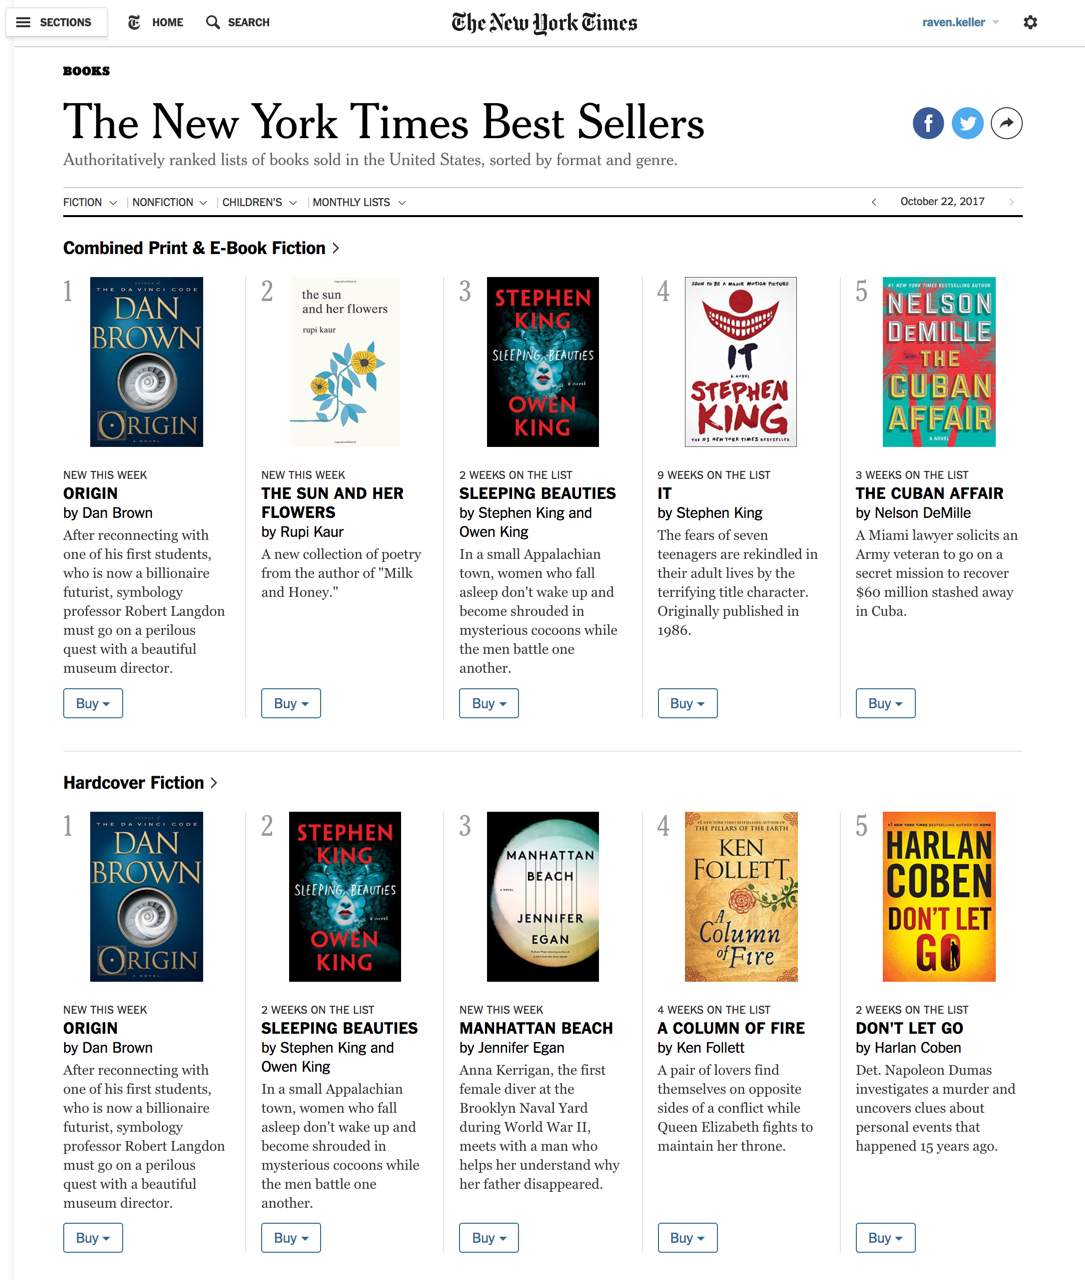 SECTIONS HOME SEARCH The New York Times raven.keller
BOOKS
The New York Times Best Sellers
Authoritatively ranked lists of books sold in the United States, sorted by format and genre.
FICTION NONFICTION CHILDREN'S MONTHLY LISTS October 22, 2017
Combined Print & E-Book Fiction
1
THE DA VINCI CODE
DAN
BROWN
ORIGIN
A NOVEL
NEW THIS WEEK
ORIGIN
by Dan Brown
After reconnecting with
one of his first students,
who is now a billionaire
futurist, symbology
professor Robert Langdon
must go on a perilous
quest with a beautiful
museum director.
Buy
2
the sun
and her flowers
rupi kaur
NEW THIS WEEK
THE SUN AND HER
FLOWERS
by Rupi Kaur
A new collection of poetry
from the author of "Milk
and Honey."
Buy
3
STEPHEN
KING
SLEEPING BEAUTIES
a novel
OWEN
KING
2 WEEKS ON THE LIST
SLEEPING BEAUTIES
by Stephen King and
Owen King
In a small Appalachian
town, women who fall
asleep don't wake up and
become shrouded in
mysterious cocoons while
the men battle one
another.
Buy
4
SOON TO BE A MAJOR MOTION PICTURE
IT
A NOVEL
STEPHEN
KING
THE #1 NEW YORK TIMES BESTSELLER
9 WEEKS ON THE LIST
IT
by Stephen King
The fears of seven
teenagers are rekindled in
their adult lives by the
terrifying title character.
Originally published in
1986.
Buy
5
#1 NEW YORK TIMES BESTSELLING AUTHOR
NELSON
DEMILLE
THE
CUBAN
AFFAIR
A NOVEL
3 WEEKS ON THE LIST
THE CUBAN AFFAIR
by Nelson DeMille
A Miami lawyer solicits an
Army veteran to go on a
secret mission to recover
$60 million stashed away
in Cuba.
Buy
Hardcover Fiction
1
THE DA VINCI CODE
DAN
BROWN
ORIGIN
A NOVEL
NEW THIS WEEK
ORIGIN
by Dan Brown
After reconnecting with
one of his first students,
who is now a billionaire
futurist, symbology
professor Robert Langdon
must go on a perilous
quest with a beautiful
museum director.
Buy
2
STEPHEN
KING
SLEEPING BEAUTIES
a novel
OWEN
KING
2 WEEKS ON THE LIST
SLEEPING BEAUTIES
by Stephen King and
Owen King
In a small Appalachian
town, women who fall
asleep don't wake up and
become shrouded in
mysterious cocoons while
the men battle one
another.
Buy
3
MANHATTAN
BEACH
A NOVEL
JENNIFER
EGAN
NEW THIS WEEK
MANHATTAN BEACH
by Jennifer Egan
Anna Kerrigan, the first
female diver at the
Brooklyn Naval Yard
during World War II,
meets with a man who
helps her understand why
her father disappeared.
Buy
4
#1 NEW YORK TIMES BESTSELLING AUTHOR OF
THE PILLARS OF THE EARTH
KEN
FOLLETT
A
Column
of Fire
4 WEEKS ON THE LIST
A COLUMN OF FIRE
by Ken Follett
A pair of lovers find
themselves on opposite
sides of a conflict while
Queen Elizabeth fights to
maintain her throne.
Buy
5
#1 NEW YORK TIMES BESTSELLING AUTHOR OF HOME
HARLAN
COBEN
DON'T LET
GO
2 WEEKS ON THE LIST
DON'T LET GO
by Harlan Coben
Det. Napoleon Dumas
investigates a murder and
uncovers clues about
personal events that
happened 15 years ago.
Buy